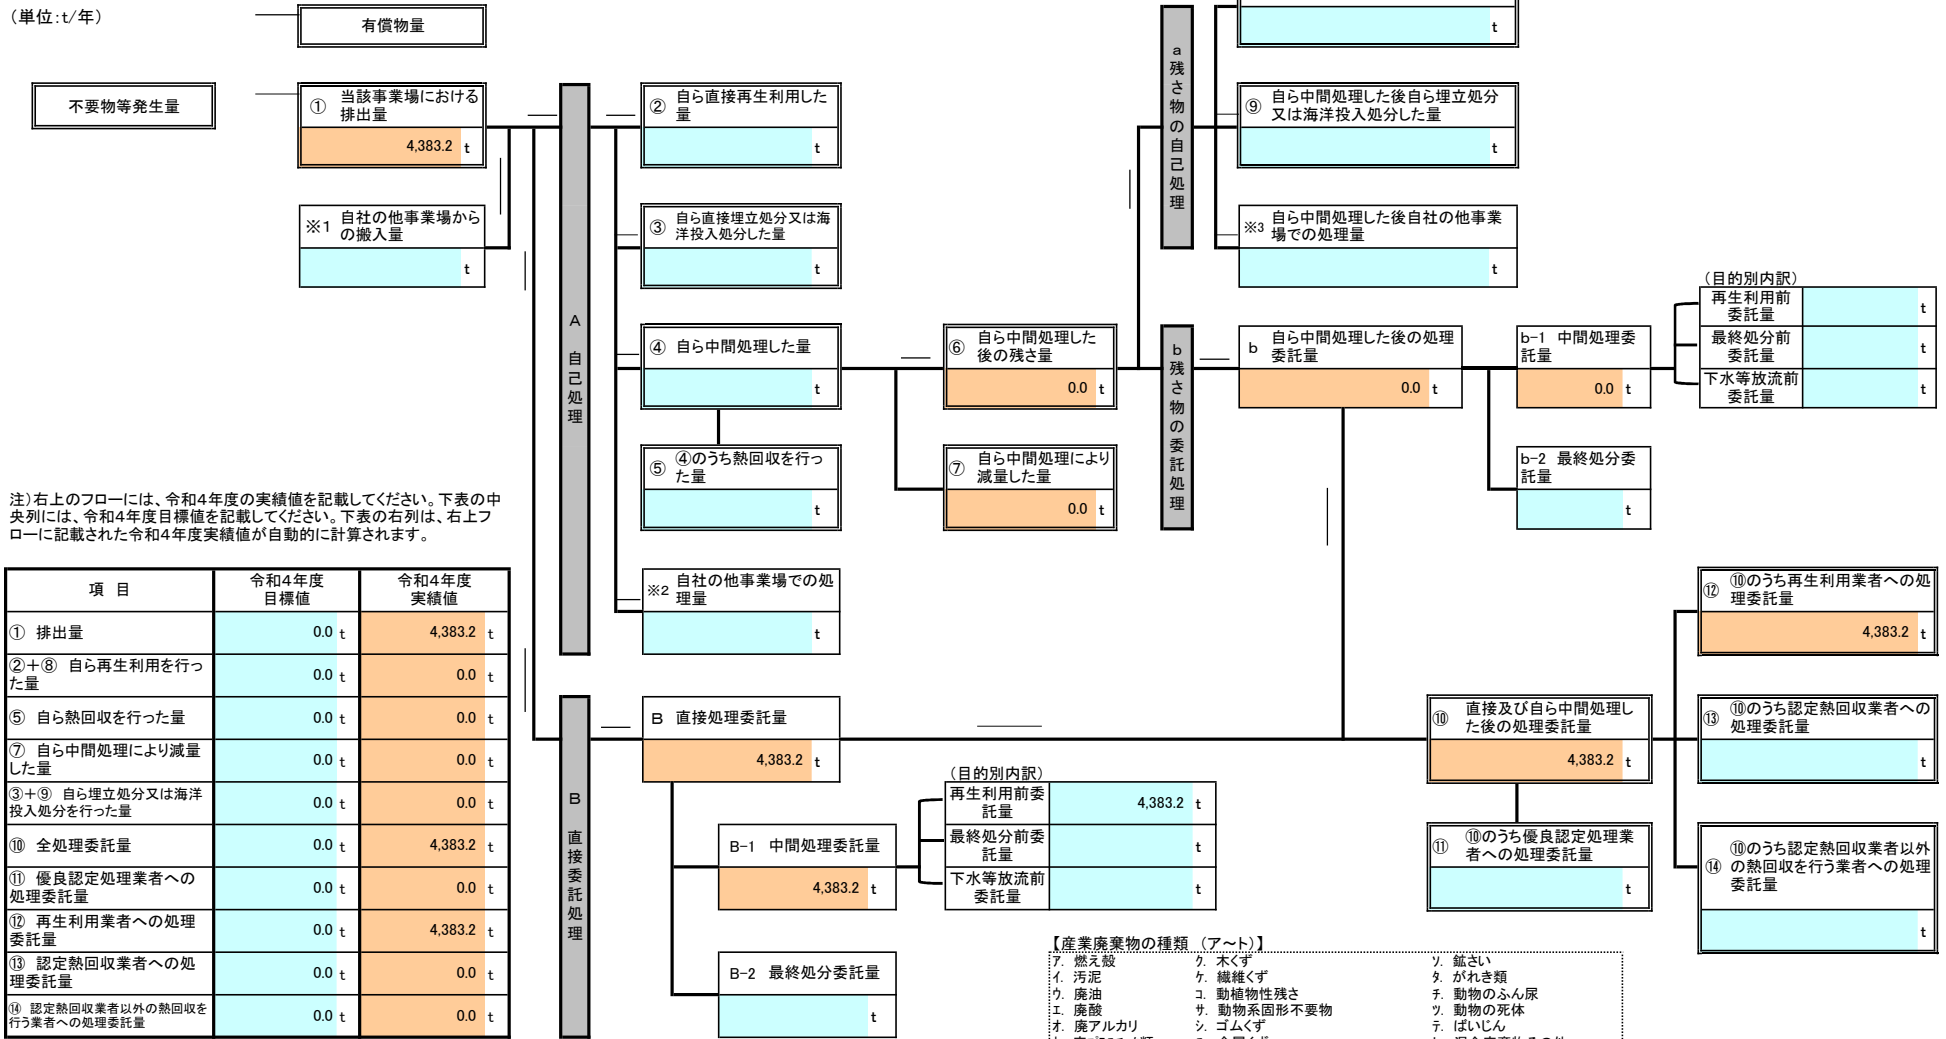 （単位：t/年）
有償物量
t
不要物等発生量
① 当該事業場における
排出量
4,383.2 t
※1 自社の他事業場から
の搬入量
t
A 自己処理
② 自ら直接再生利用した
量
t
③ 自ら直接埋立処分又は海
洋投入処分した量
t
④ 自ら中間処理した量
t
⑤ ④のうち熱回収を行っ
た量
t
※2 自社の他事業場での処
理量
t
⑥ 自ら中間処理した
後の残さ量
0.0 t
⑦ 自ら中間処理により
減量した量
0.0 t
a 残さ物の自己処理
⑨ 自ら中間処理した後自ら埋立処分
又は海洋投入処分した量
t
※3 自ら中間処理した後自社の他事業
場での処理量
t
b 残さ物の委託処理
b 自ら中間処理した後の処理
委託量
0.0 t
b-1 中間処理委
託量
0.0 t
b-2 最終処分委
託量
t
（目的別内訳）
再生利用前
委託量
t
最終処分前
委託量
t
下水等放流前
委託量
t
注）右上のフローには、令和４年度の実績値を記載してください。下表の中
央列には、令和４年度目標値を記載してください。下表の右列は、右上フ
ローに記載された令和４年度実績値が自動的に計算されます。
項 目 令和４年度 目標値 令和４年度 実績値
① 排出量 0.0 t 4,383.2 t
②＋⑧ 自ら再生利用を行っ
た量 0.0 t 0.0 t
⑤ 自ら熱回収を行った量 0.0 t 0.0 t
⑦ 自ら中間処理により減量
した量 0.0 t 0.0 t
③＋⑨ 自ら埋立処分又は海洋
投入処分を行った量 0.0 t 0.0 t
⑩ 全処理委託量 0.0 t 4,383.2 t
⑪ 優良認定処理業者への
処理委託量 0.0 t 0.0 t
⑫ 再生利用業者への処理
委託量 0.0 t 4,383.2 t
⑬ 認定熱回収業者への処
理委託量 0.0 t 0.0 t
⑭ 認定熱回収業者以外の熱回収を
行う業者への処理委託量 0.0 t 0.0 t
B 直接委託処理
B 直接処理委託量
4,383.2 t
B-1 中間処理委託量
4,383.2 t
B-2 最終処分委託量
t
（目的別内訳）
再生利用前委
託量
4,383.2 t
最終処分前委
託量
t
下水等放流前
委託量
t
⑩ 直接及び自ら中間処理し
た後の処理委託量
4,383.2 t
⑪ ⑩のうち優良認定処理業
者への処理委託量
t
⑫ ⑩のうち再生利用業者への処
理委託量
4,383.2 t
⑬ ⑩のうち認定熱回収業者への
処理委託量
t
⑭ ⑩のうち認定熱回収業者以外
の熱回収を行う業者への処理
委託量
t
【産業廃棄物の種類 （ア～ト）】
ア. 燃え殻 ク. 木くず ソ. 鉱さい
イ. 汚泥 ケ. 繊維くず タ. がれき類
ウ. 廃油 コ. 動植物性残さ チ. 動物のふん尿
エ. 廃酸 サ. 動物系固形不要物 ツ. 動物の死体
オ. 廃アルカリ シ. ゴムくず テ. ばいじん